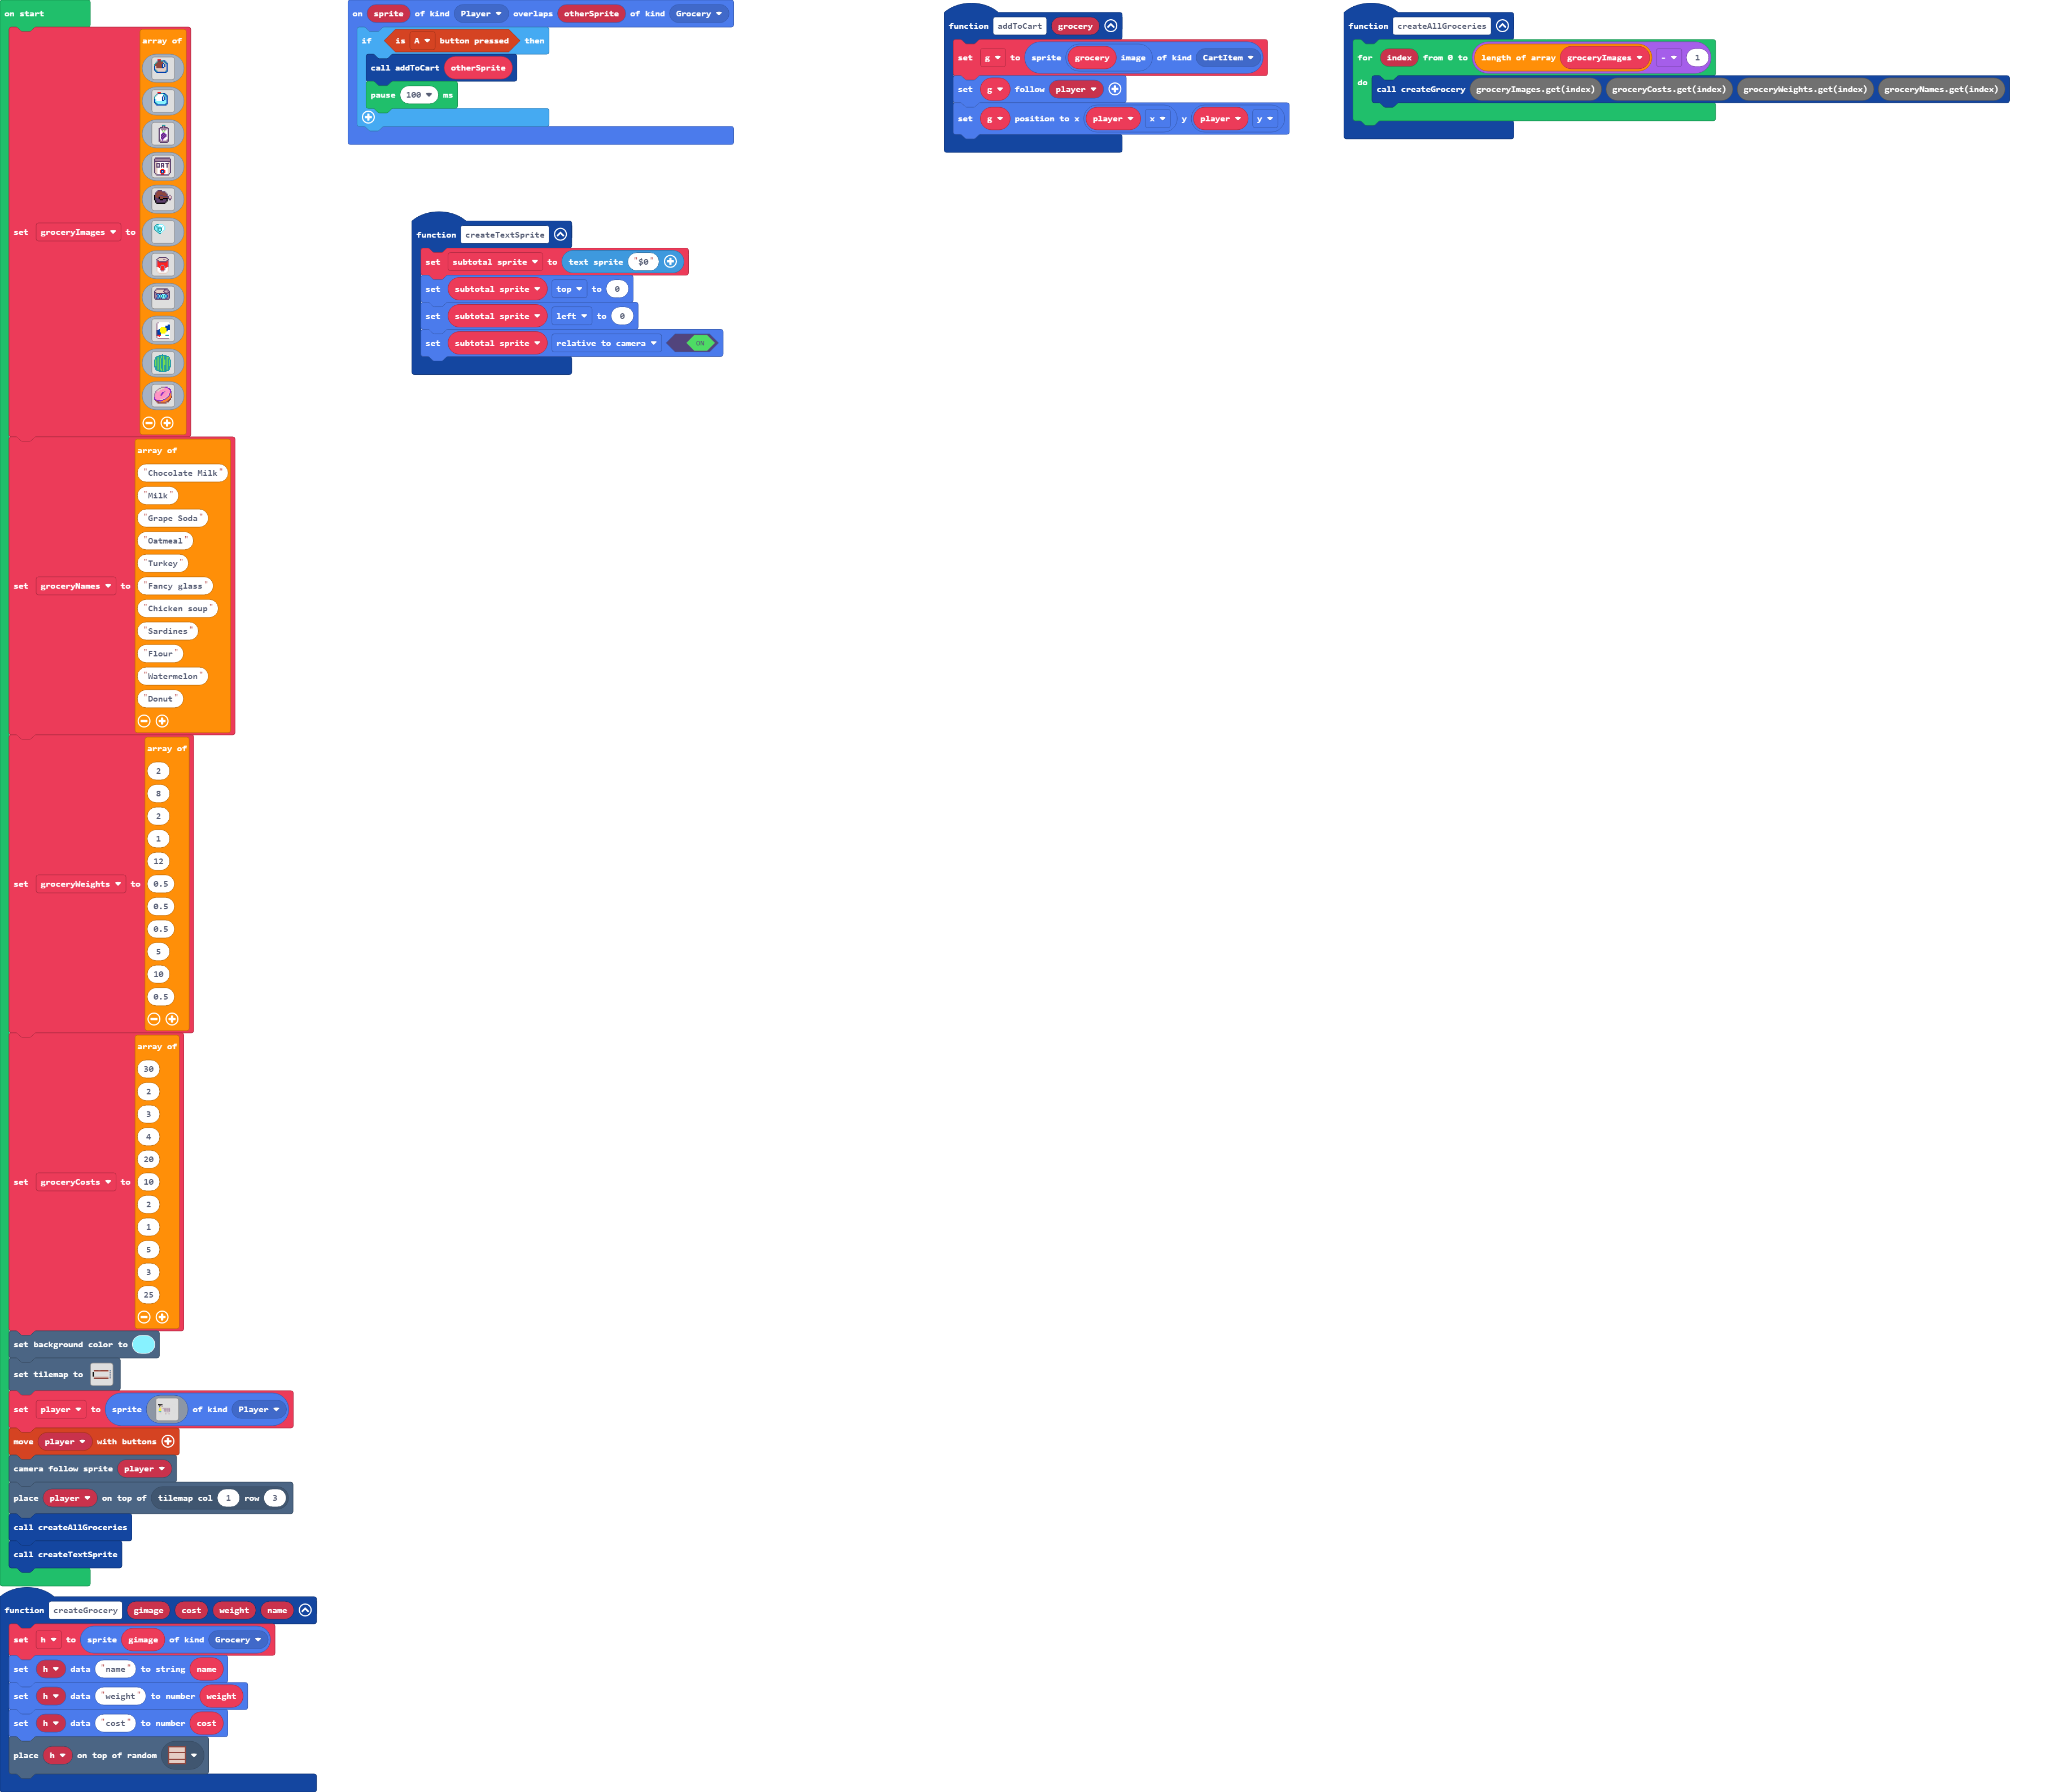 on start
array of
set groceryImages to
OAT
array of
"Chocolate Milk"
"Milk"
"Grape Soda"
"Oatmeal"
"Turkey"
set groceryNames to
"Fancy glass"
"Chicken soup"
"Sardines"
"Flour"
"Watermelon"
"Donut"
array of
2
8
2
1
12
set groceryWeights to
0.5
0.5
0.5
5
10
0.5
array of
30
2
3
4
20
set groceryCosts to
10
2
1
5
3
25
set background color to
set tilemap to
set player to sprite of kind Player
move player with buttons
camera follow sprite player
place player on top of tilemap col 1 row 3
call createAllGroceries
call createTextSprite
function createGrocery gimage cost weight name
set h to sprite gimage of kind Grocery
set h data "name" to string name
set h data "weight" to number weight
set h data "cost" to number cost
place h on top of random
on sprite of kind Player overlaps otherSprite of kind Grocery
if is A button pressed then
call addToCart otherSprite
pause 100 ms
function createTextSprite
set subtotal sprite to text sprite "$0"
set subtotal sprite top to 0
set subtotal sprite left to 0
set subtotal sprite relative to camera ON
function addToCart grocery
set g to sprite grocery image of kind CartItem
set g follow player
set g position to x player x y player y
function createAllGroceries
for index from 0 to length of array groceryImages - 1
do call createGrocery groceryImages.get(index) groceryCosts.get(index) groceryWeights.get(index) groceryNames.get(index)